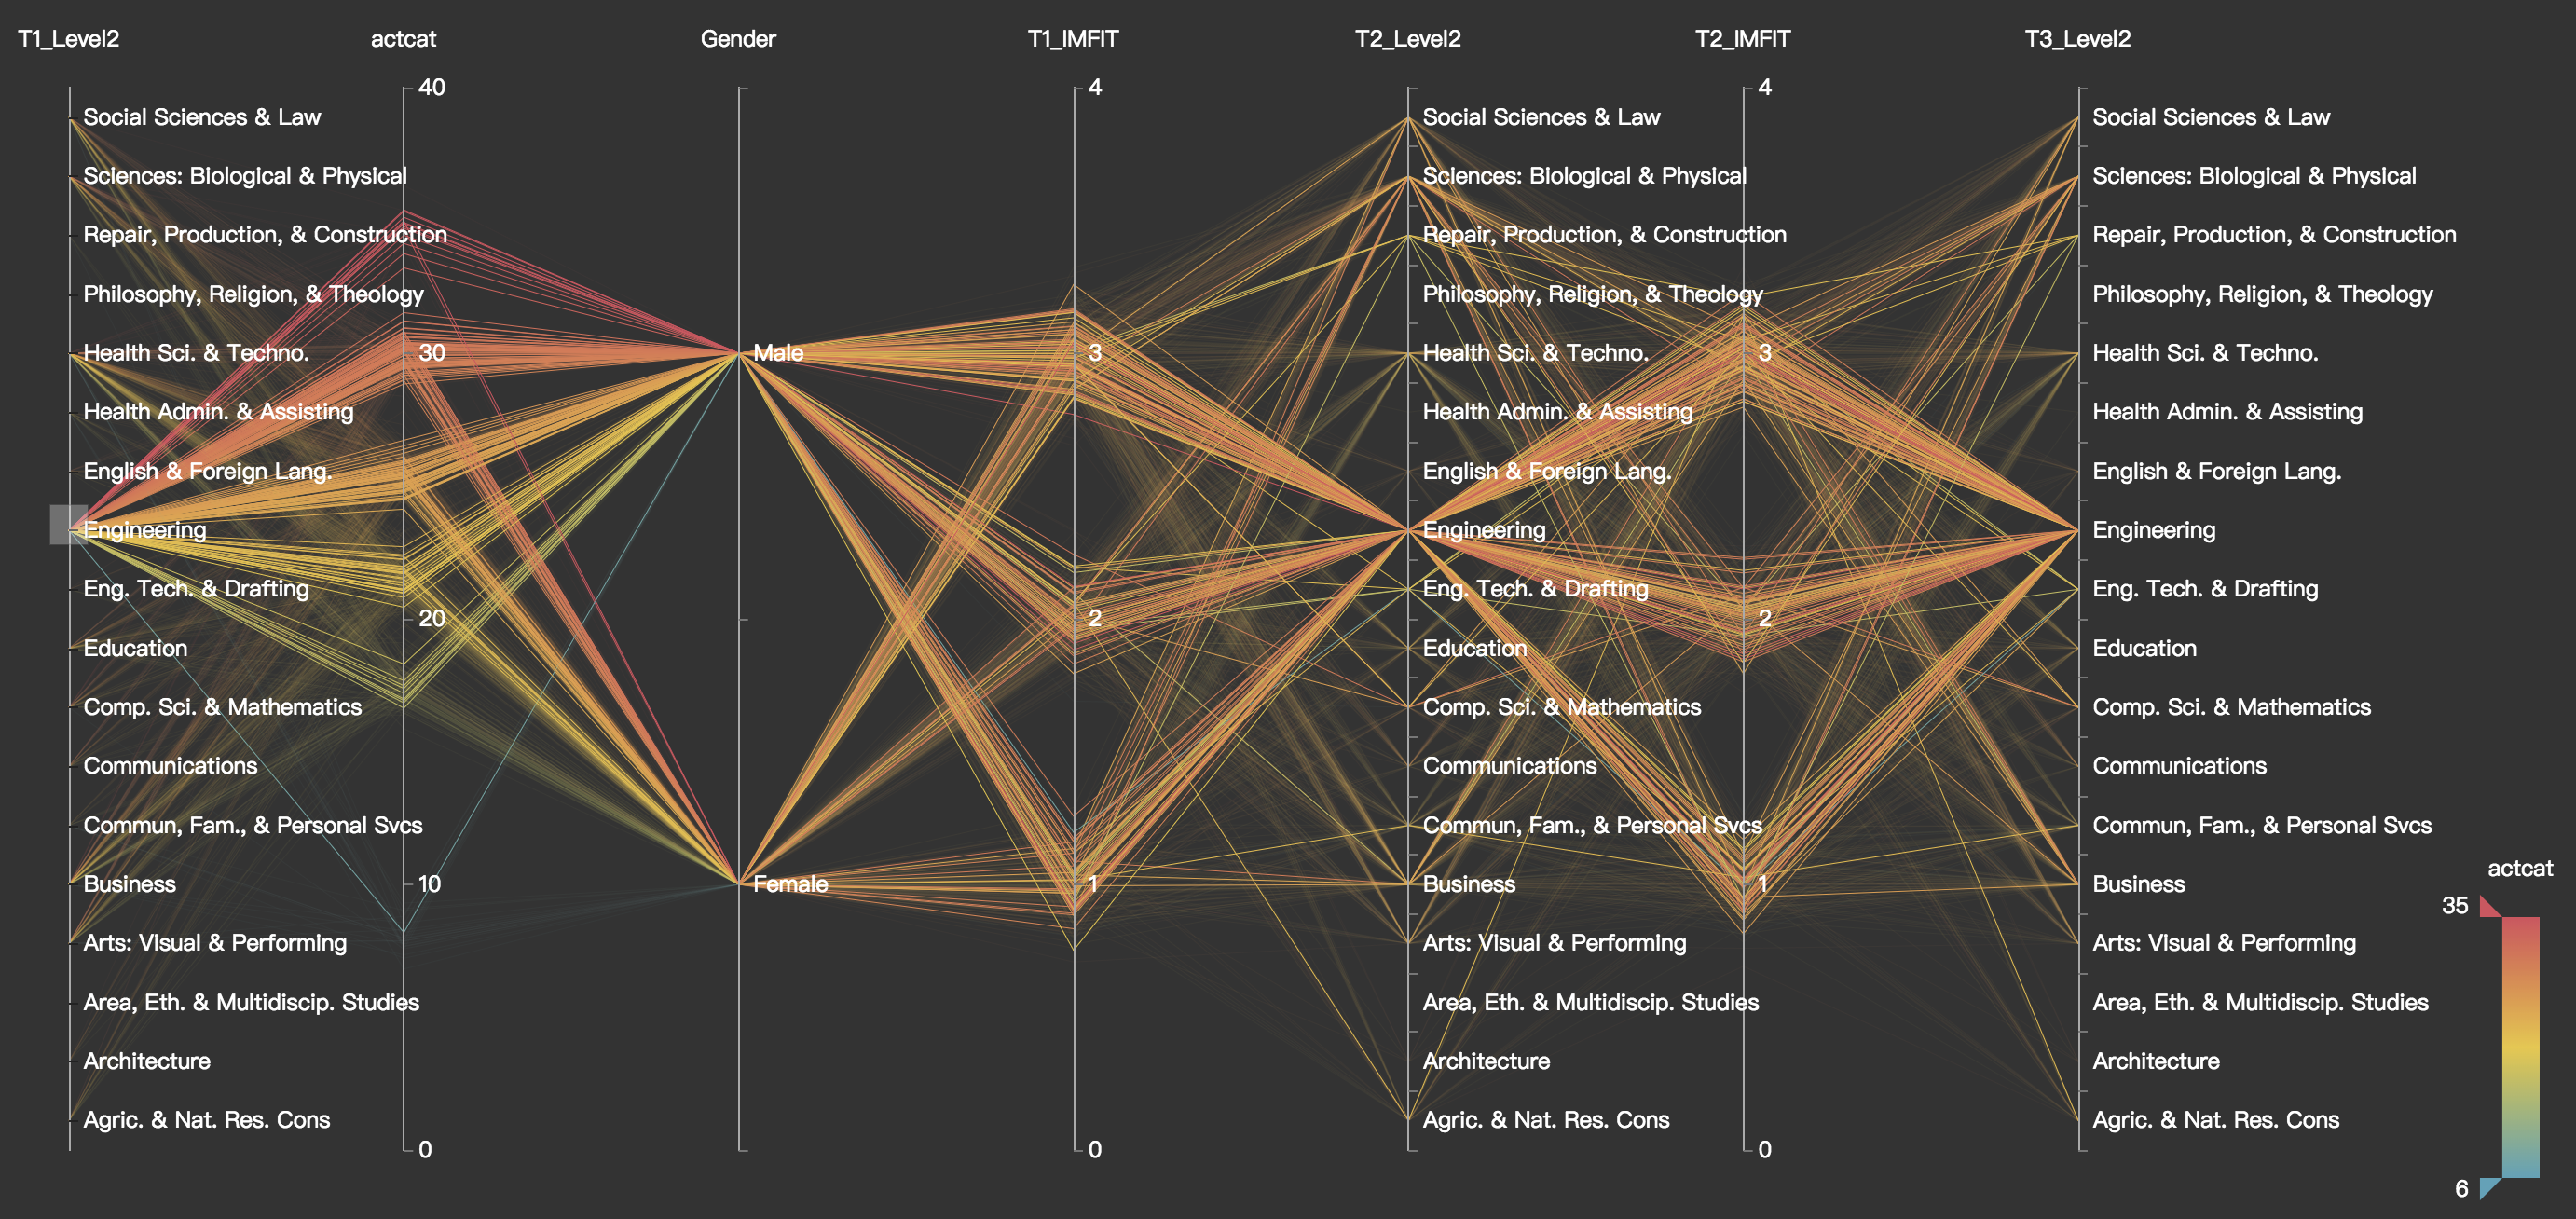 T1_Level2
actcat
Gender
T1_IMFIT
T2_Level2
T2_IMFIT
T3_Level2
Social Sciences & Law
Sciences: Biological & Physical
Repair, Production, & Construction
Philosophy, Religion, & Theology
Health Sci. & Techno.
Health Admin. & Assisting
English & Foreign Lang.
Engineering
Eng. Tech. & Drafting
Education
Comp. Sci. & Mathematics
Communications
Commun, Fam., & Personal Svcs
Business
Arts: Visual & Performing
Area, Eth. & Multidiscip. Studies
Architecture
Agric. & Nat. Res. Cons
40
30
20
10
0
Male
Female
4
3
2
1
0
Social Sciences & Law
Sciences: Biological & Physical
Repair, Production, & Construction
Philosophy, Religion, & Theology
Health Sci. & Techno.
Health Admin. & Assisting
English & Foreign Lang.
Engineering
Eng. Tech. & Drafting
Education
Comp. Sci. & Mathematics
Communications
Commun, Fam., & Personal Svcs
Business
Arts: Visual & Performing
Area, Eth. & Multidiscip. Studies
Architecture
Agric. & Nat. Res. Cons
4
3
2
1
0
Social Sciences & Law
Sciences: Biological & Physical
Repair, Production, & Construction
Philosophy, Religion, & Theology
Health Sci. & Techno.
Health Admin. & Assisting
English & Foreign Lang.
Engineering
Eng. Tech. & Drafting
Education
Comp. Sci. & Mathematics
Communications
Commun, Fam., & Personal Svcs
Business
Arts: Visual & Performing
Area, Eth. & Multidiscip. Studies
Architecture
Agric. & Nat. Res. Cons
actcat
35
6